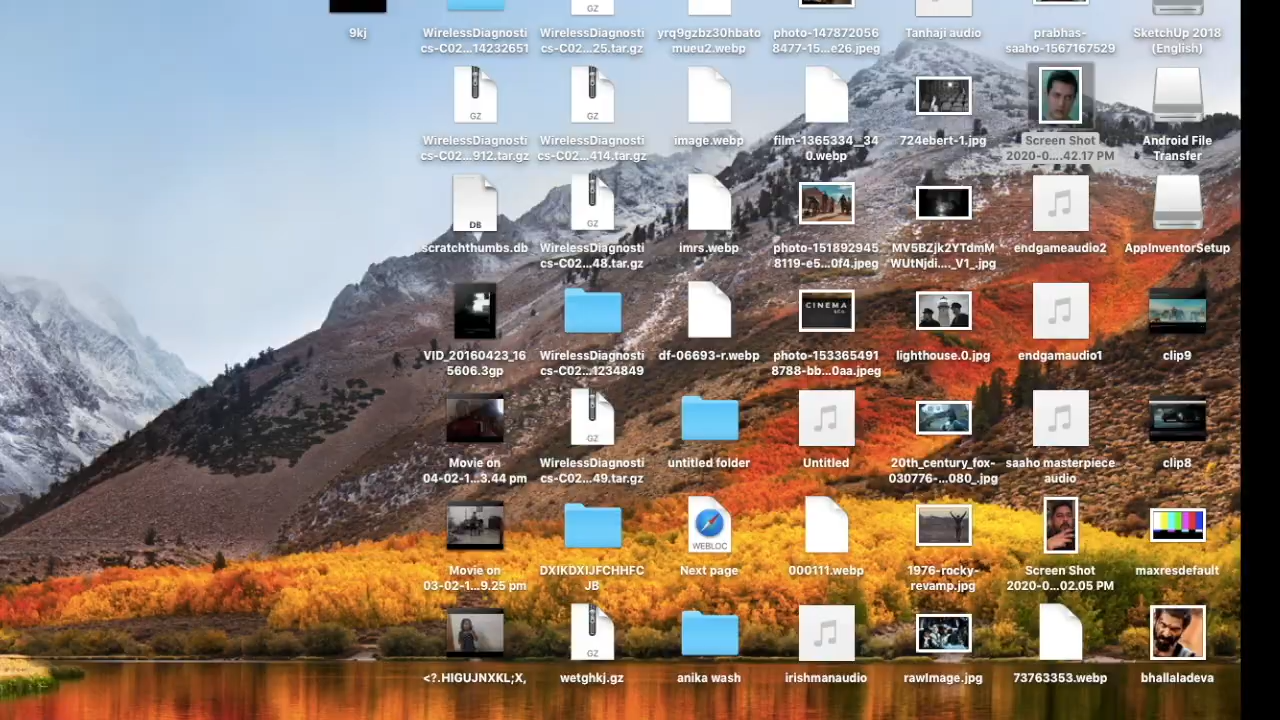 9kj
WirelessDiagnosti
cs-C02...14232651
WirelessDiagnosti
cs-C02...25.tar.gz
yrq9gzbz30hbato
mueu2.webp
photo-147872056
8477-15...e26.jpeg
Tanhaji audio
prabhas-
saaho-1567167529
SketchUp 2018
(English)
GZ
GZ
GZ
WirelessDiagnosti
cs-C02...912.tar.gz
WirelessDiagnosti
cs-C02...414.tar.gz
image.webp
film-1365334__34
0.webp
724ebert-1.jpg
Screen Shot
2020-0....42.17 PM
Android File
Transfer
DB
GZ
scratchthumbs.db
WirelessDiagnosti
cs-C02...48.tar.gz
imrs.webp
photo-151892945
8119-e5...0f4.jpeg
MV5BZjk2YTdmM
WUtNjdi...._V1_.jpg
endgameaudio2
AppInventorSetup
CINEMA
VID_20160423_16
5606.3gp
WirelessDiagnosti
cs-C02...1234849
df-06693-r.webp
photo-153365491
8788-bb...0aa.jpeg
lighthouse.0.jpg
endgamaudio1
clip9
GZ
Movie on
04-02-1...3.44 pm
WirelessDiagnosti
cs-C02...49.tar.gz
untitled folder
Untitled
20th_century_fox-
030776-...080_.jpg
saaho masterpiece
audio
clip8
WEBLOC
Movie on
03-02-1...9.25 pm
DXIKDXIJFCHHFC
JB
Next page
000111.webp
1976-rocky-
revamp.jpg
Screen Shot
2020-0...02.05 PM
maxresdefault
GZ
<?.HIGUJNXKL;X,
wetghkj.gz
anika wash
irishmanaudio
rawImage.jpg
73763353.webp
bhallaladeva